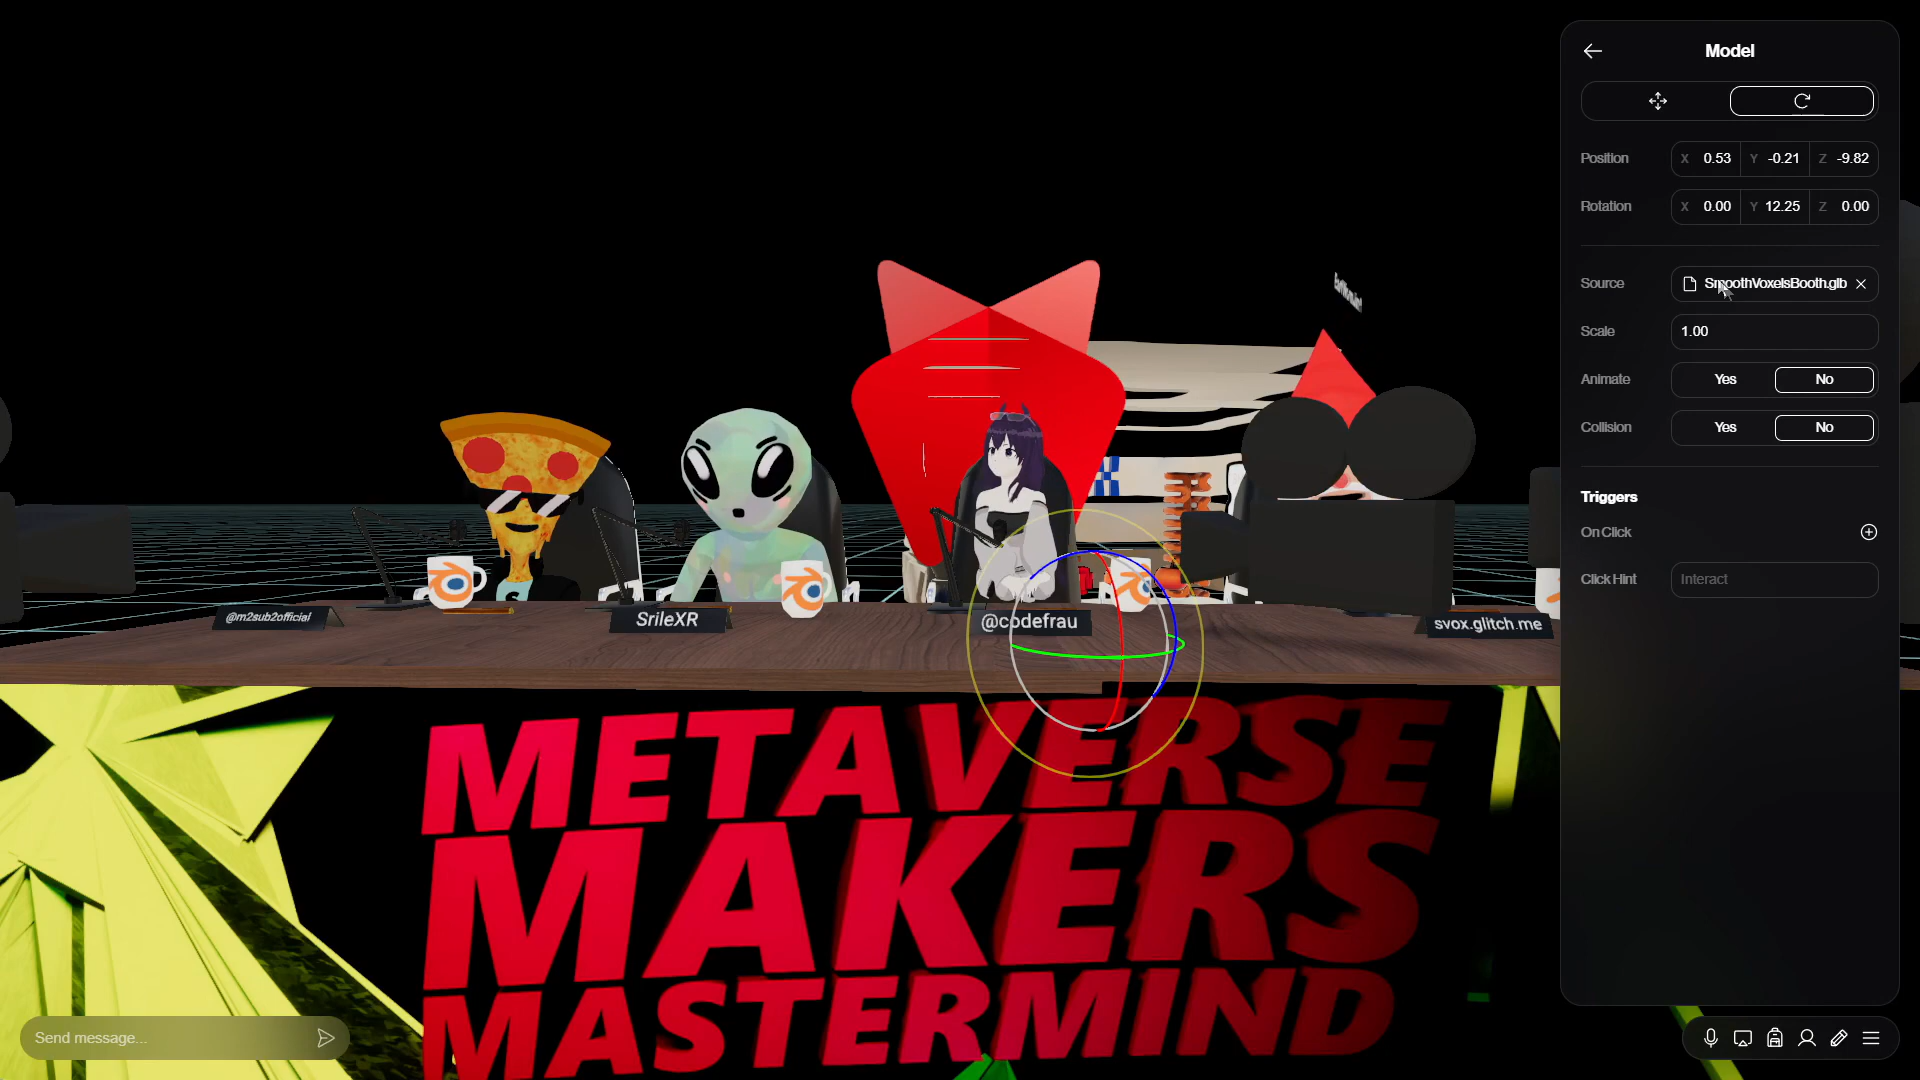 Model
Position X 0.53 Y -0.21 Z -9.82
Rotation X 0.00 Y 12.25 Z 0.00
Source SmoothVoxelsBooth.glb
Scale 1.00
Animate Yes No
Collision Yes No
Triggers
On Click
Click Hint Interact
@m2sub2official
SrileXR
@codefrau
svox.glitch.me
METAVERSE
MAKERS
MASTERMIND
Send message...